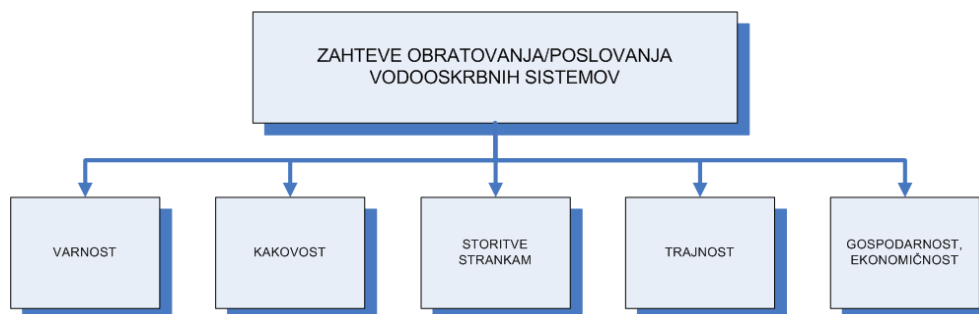 ZAHTEVE OBRATOVANJA/POSLOVANJA
VODOOSKRBNIH SISTEMOV
VARNOST
KAKOVOST
STORITVE
STRANKAM
TRAJNOST
GOSPODARNOST,
EKONOMIČNOST